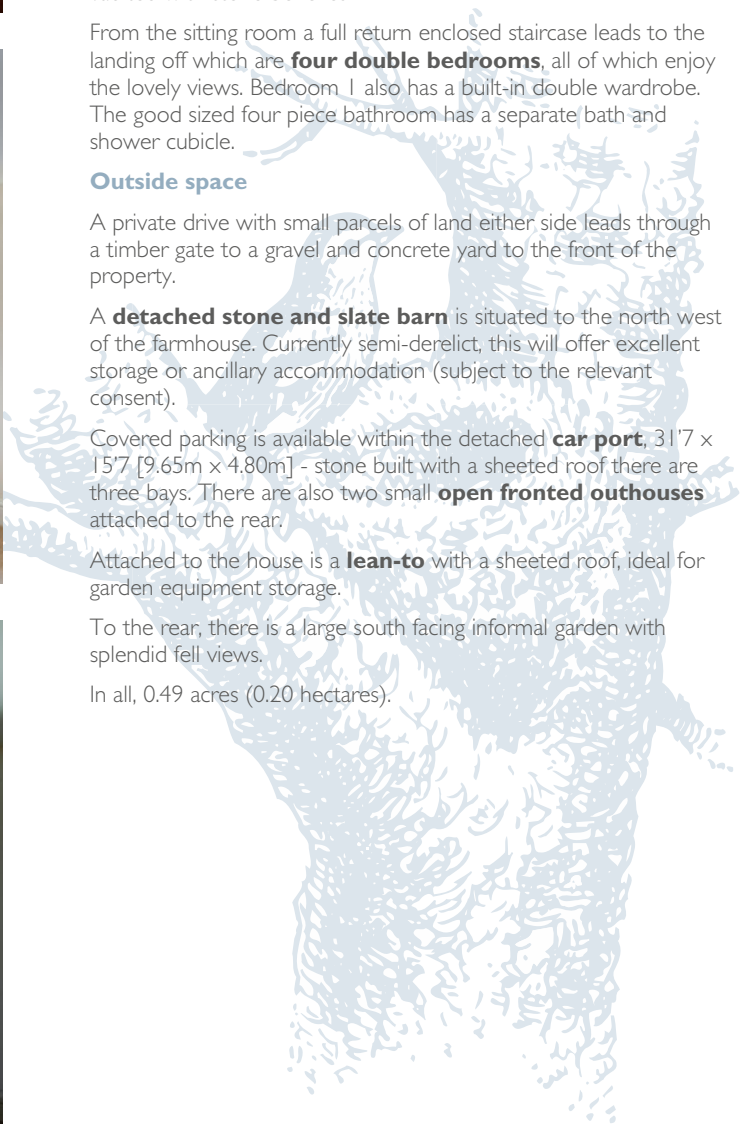 From the sitting room a full return enclosed staircase leads to the
landing off which are four double bedrooms, all of which enjoy
the lovely views. Bedroom 1 also has a built-in double wardrobe.
The good sized four piece bathroom has a separate bath and
shower cubicle.
Outside space
A private drive with small parcels of land either side leads through
a timber gate to a gravel and concrete yard to the front of the
property.
A detached stone and slate barn is situated to the north west
of the farmhouse. Currently semi-derelict, this will offer excellent
storage or ancillary accommodation (subject to the relevant
consent).
Covered parking is available within the detached car port, 31'7 x
15'7 [9.65m x 4.80m] - stone built with a sheeted roof there are
three bays. There are also two small open fronted outhouses
attached to the rear.
Attached to the house is a lean-to with a sheeted roof, ideal for
garden equipment storage.
To the rear, there is a large south facing informal garden with
splendid fell views.
In all, 0.49 acres (0.20 hectares).